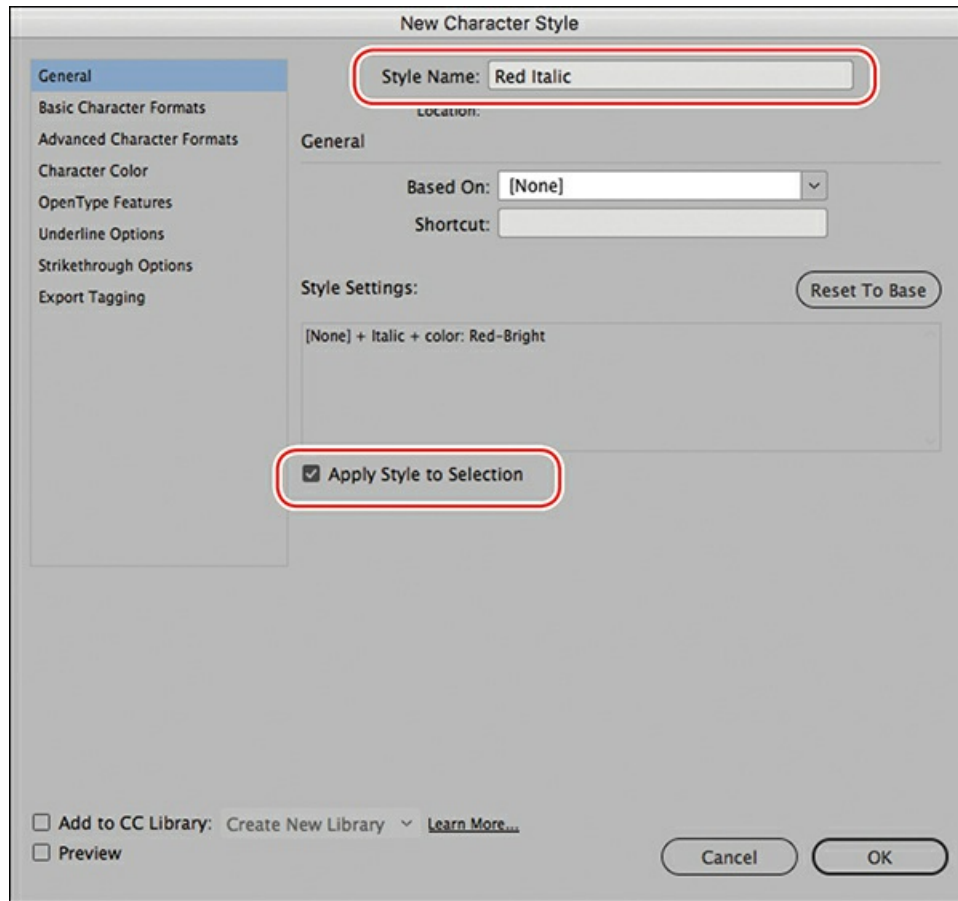 New Character Style
General
Basic Character Formats
Advanced Character Formats
Character Color
OpenType Features
Underline Options
Strikethrough Options
Export Tagging
Style Name: Red Italic
Location:
General
Based On: [None]
Shortcut:
Style Settings:
Reset To Base
[None] + Italic + color: Red-Bright
Apply Style to Selection
Add to CC Library: Create New Library Learn More...
Preview
Cancel
OK